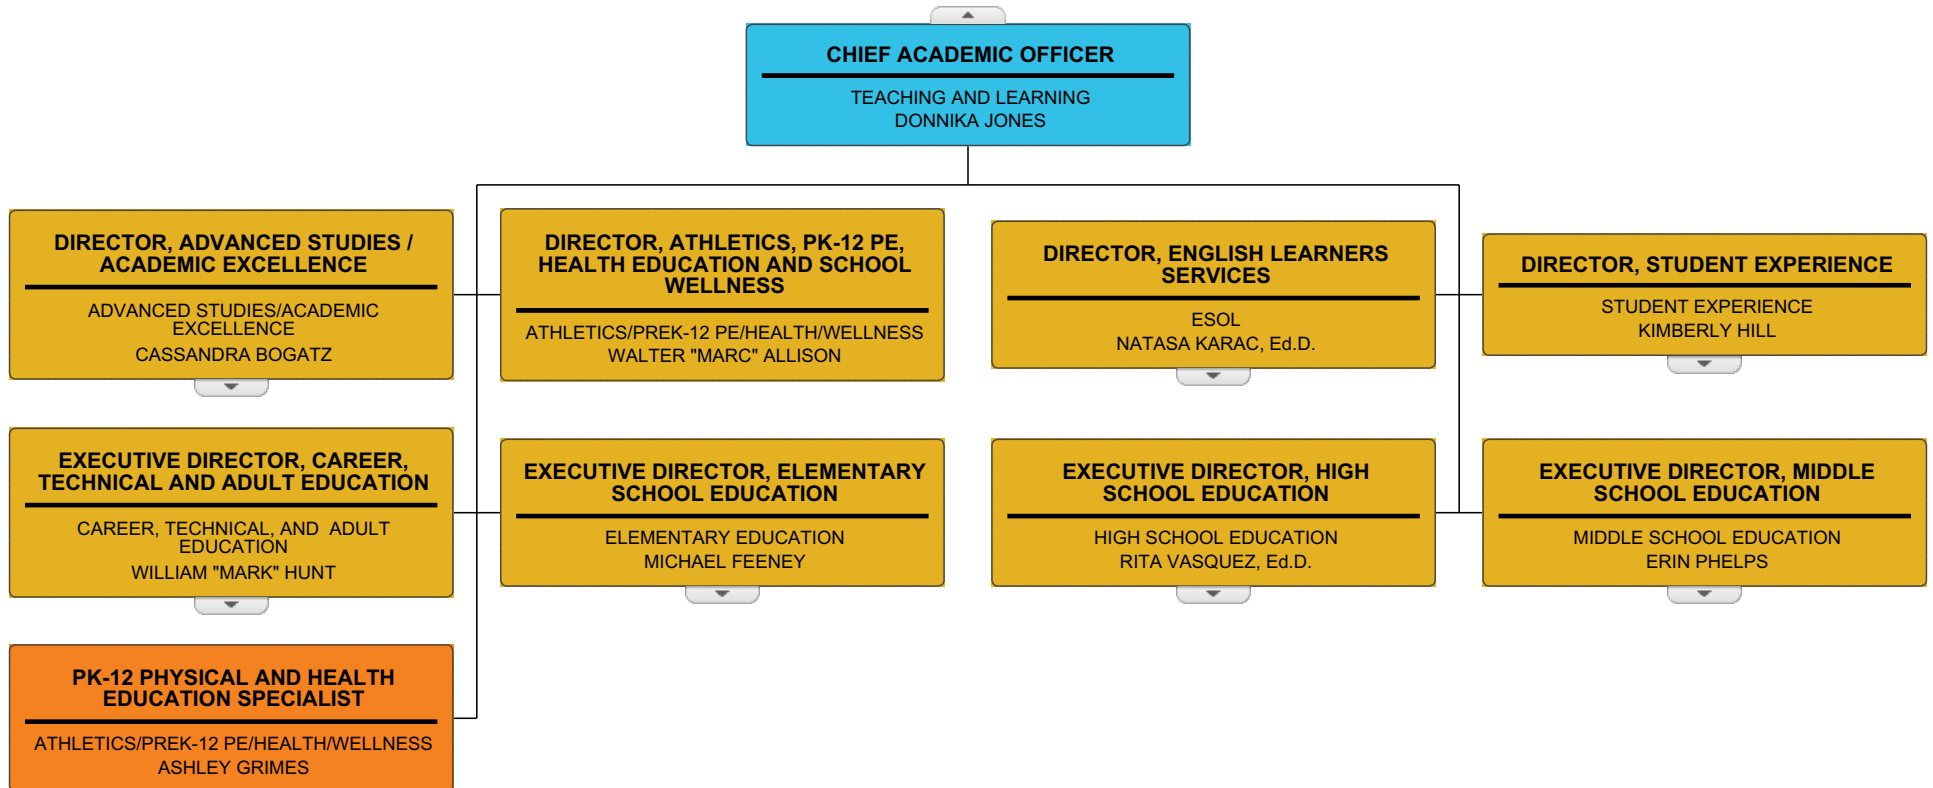 CHIEF ACADEMIC OFFICER
TEACHING AND LEARNING
DONNIKA JONES
DIRECTOR, ADVANCED STUDIES /
ACADEMIC EXCELLENCE
ADVANCED STUDIES/ACADEMIC
EXCELLENCE
CASSANDRA BOGATZ
DIRECTOR, ATHLETICS, PK-12 PE,
HEALTH EDUCATION AND SCHOOL
WELLNESS
ATHLETICS/PREK-12 PE/HEALTH/WELLNESS
WALTER "MARC" ALLISON
DIRECTOR, ENGLISH LEARNERS
SERVICES
ESOL
NATASA KARAC, Ed.D.
DIRECTOR, STUDENT EXPERIENCE
STUDENT EXPERIENCE
KIMBERLY HILL
EXECUTIVE DIRECTOR, CAREER,
TECHNICAL AND ADULT EDUCATION
CAREER, TECHNICAL, AND ADULT
EDUCATION
WILLIAM "MARK" HUNT
EXECUTIVE DIRECTOR, ELEMENTARY
SCHOOL EDUCATION
ELEMENTARY EDUCATION
MICHAEL FEENEY
EXECUTIVE DIRECTOR, HIGH
SCHOOL EDUCATION
HIGH SCHOOL EDUCATION
RITA VASQUEZ, Ed.D.
EXECUTIVE DIRECTOR, MIDDLE
SCHOOL EDUCATION
MIDDLE SCHOOL EDUCATION
ERIN PHELPS
PK-12 PHYSICAL AND HEALTH
EDUCATION SPECIALIST
ATHLETICS/PREK-12 PE/HEALTH/WELLNESS
ASHLEY GRIMES